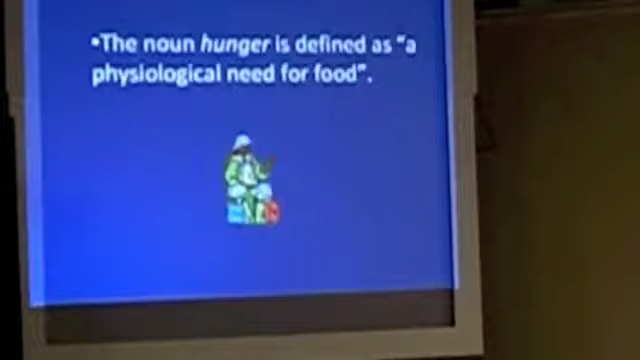 •The noun hunger is defined as "a
physiological need for food".